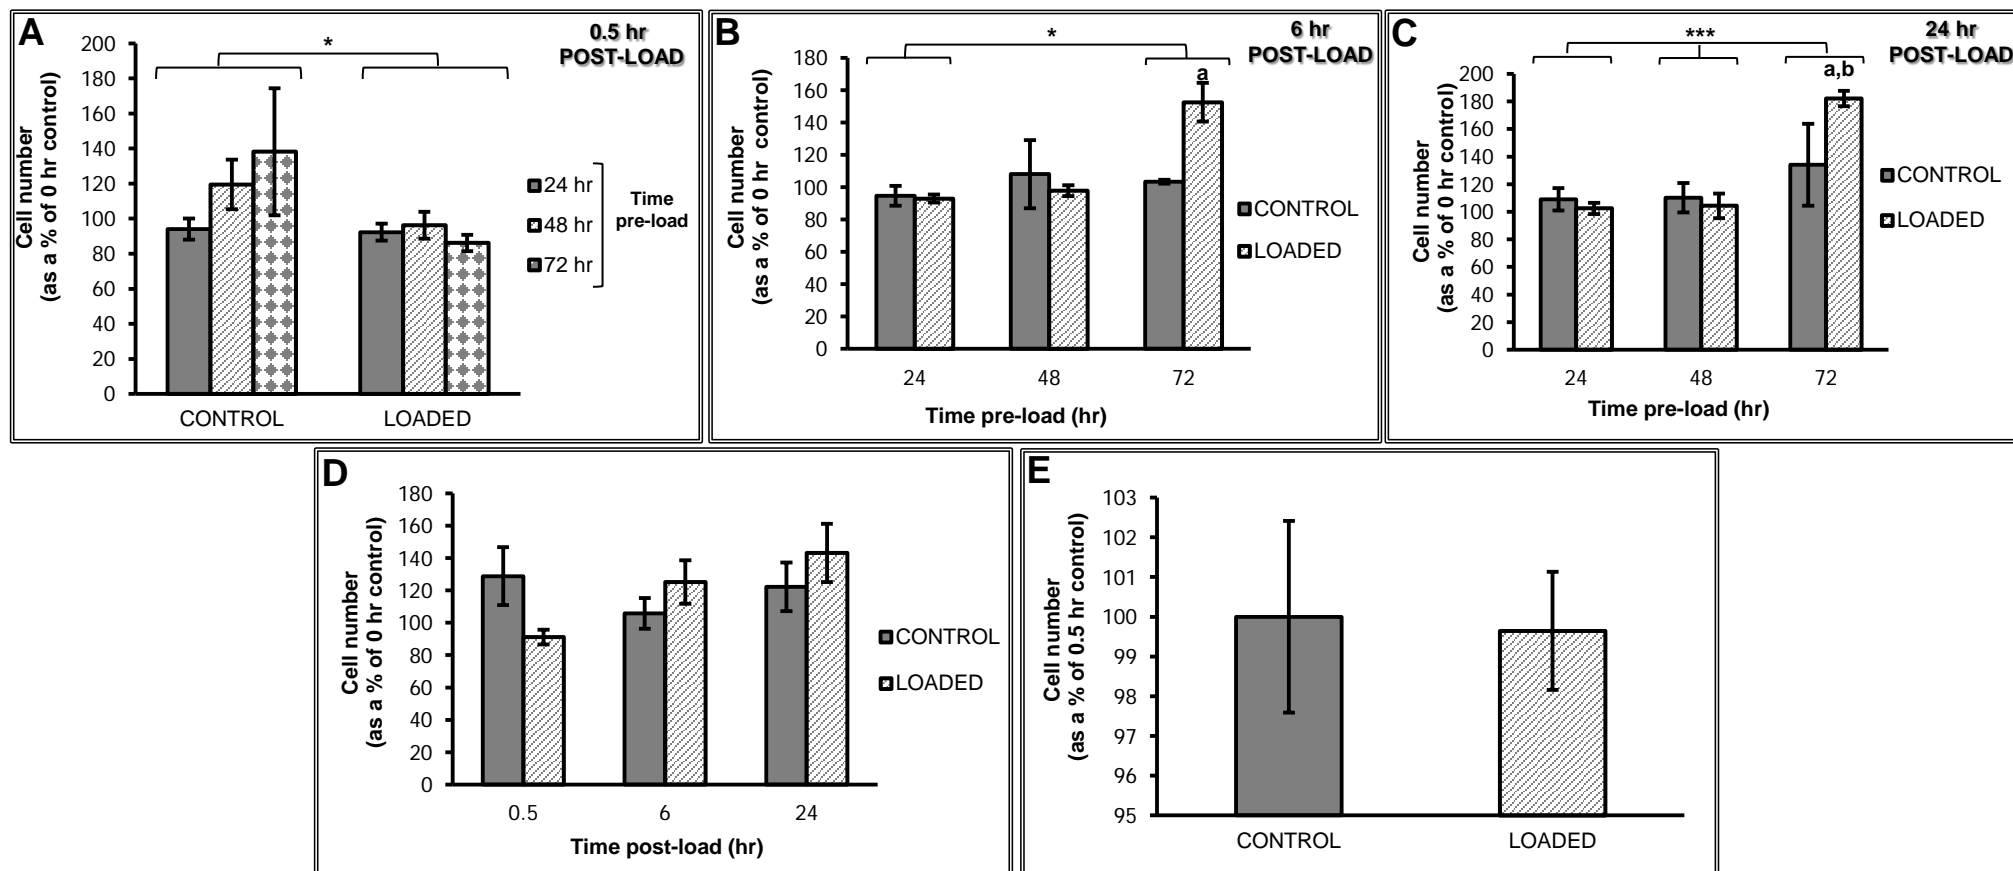 A
0.5 hr
POST-LOAD
*
200
180
160
140
120
100
80
60
40
20
0
Cell number
(as a % of 0 hr control)
CONTROL
LOADED
24 hr
48 hr
72 hr
Time
pre-load
B
6 hr
POST-LOAD
*
a
180
160
140
120
100
80
60
40
20
0
Cell number
(as a % of 0 hr control)
24
48
72
Time pre-load (hr)
CONTROL
LOADED
C
24 hr
POST-LOAD
***
a,b
200
180
160
140
120
100
80
60
40
20
0
Cell number
(as a % of 0 hr control)
24
48
72
Time pre-load (hr)
CONTROL
LOADED
D
180
160
140
120
100
80
60
40
20
0
Cell number
(as a % of 0 hr control)
0.5
6
24
Time post-load (hr)
CONTROL
LOADED
E
103
102
101
100
99
98
97
96
95
Cell number
(as a % of 0.5 hr control)
CONTROL
LOADED